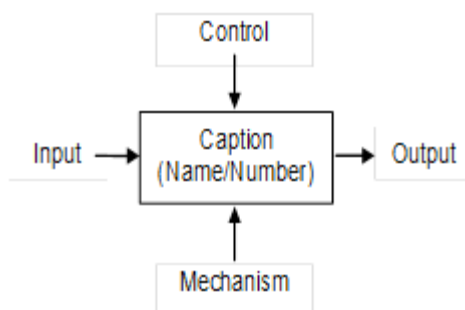 Control
Input
Caption
(Name/Number)
Output
Mechanism